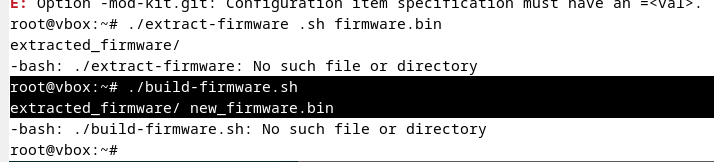 E: Option -mod-kit.git: Configuration item specification must have an =<val>.
root@vbox:~# ./extract-firmware .sh firmware.bin
extracted_firmware/
-bash: ./extract-firmware: No such file or directory
root@vbox:~# ./build-firmware.sh
extracted_firmware/ new_firmware.bin
-bash: ./build-firmware.sh: No such file or directory
root@vbox:~#